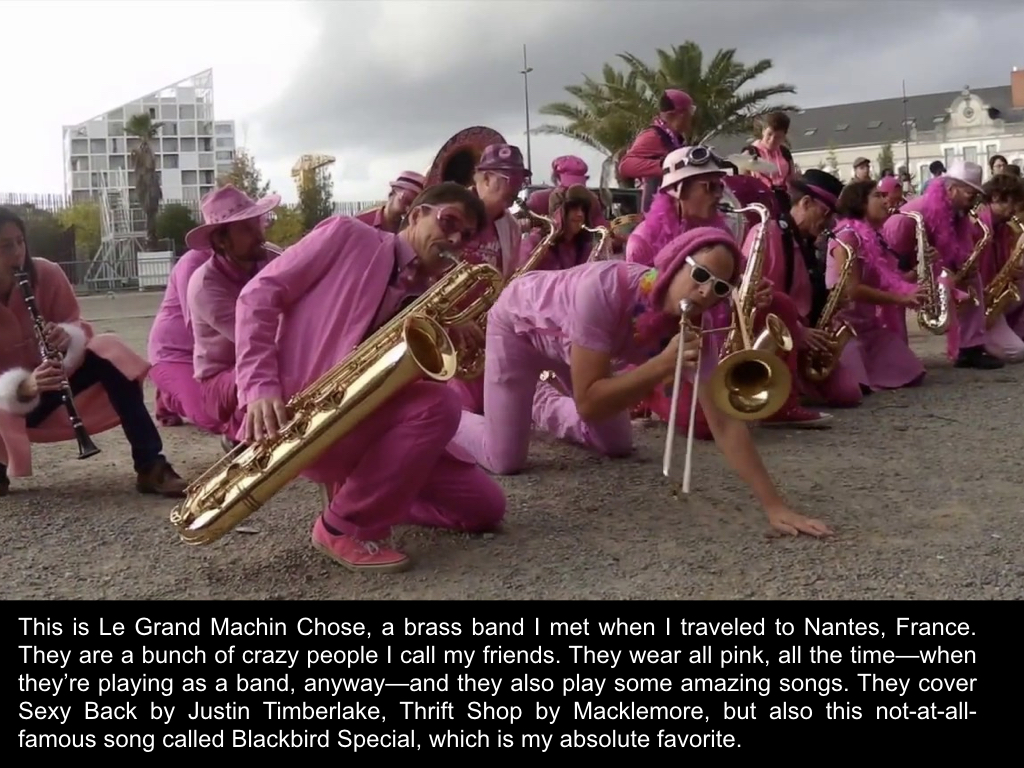 This is Le Grand Machin Chose, a brass band I met when I traveled to Nantes, France.
They are a bunch of crazy people I call my friends. They wear all pink, all the time—when
they’re playing as a band, anyway—and they also play some amazing songs. They cover
Sexy Back by Justin Timberlake, Thrift Shop by Macklemore, but also this not-at-all-
famous song called Blackbird Special, which is my absolute favorite.